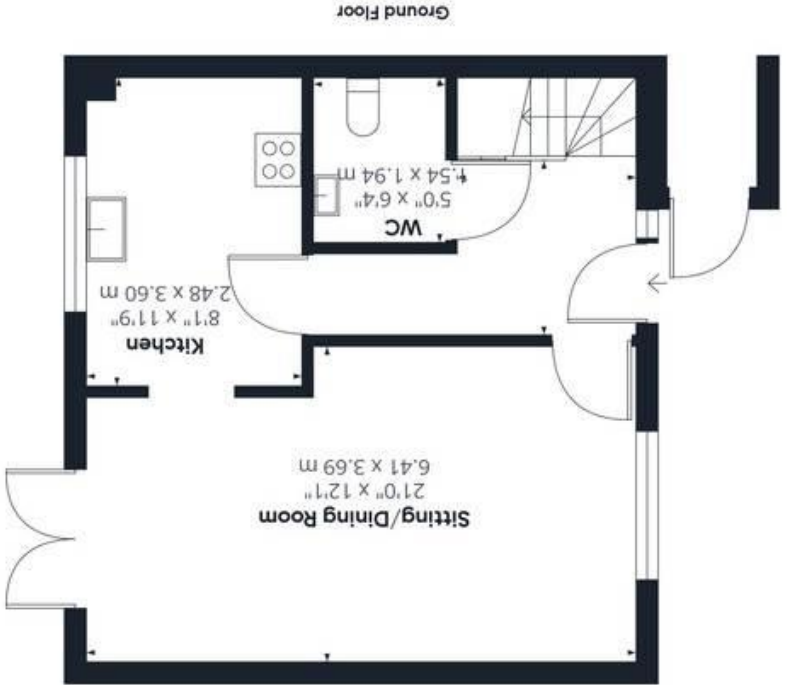 Sitting/Dining Room
21'0" x 12'1"
6.41 x 3.69 m
Kitchen
8'1" x 11'9"
2.48 x 3.60 m
WC
5'0" x 6'4"
1.54 x 1.94 m
Ground Floor